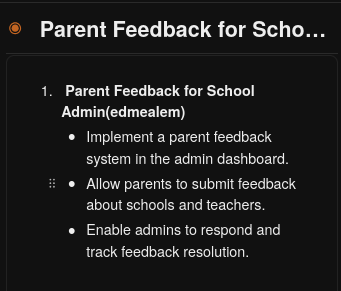 Parent Feedback for Scho...
1. Parent Feedback for School
Admin(edmealem)
• Implement a parent feedback
system in the admin dashboard.
• Allow parents to submit feedback
about schools and teachers.
• Enable admins to respond and
track feedback resolution.